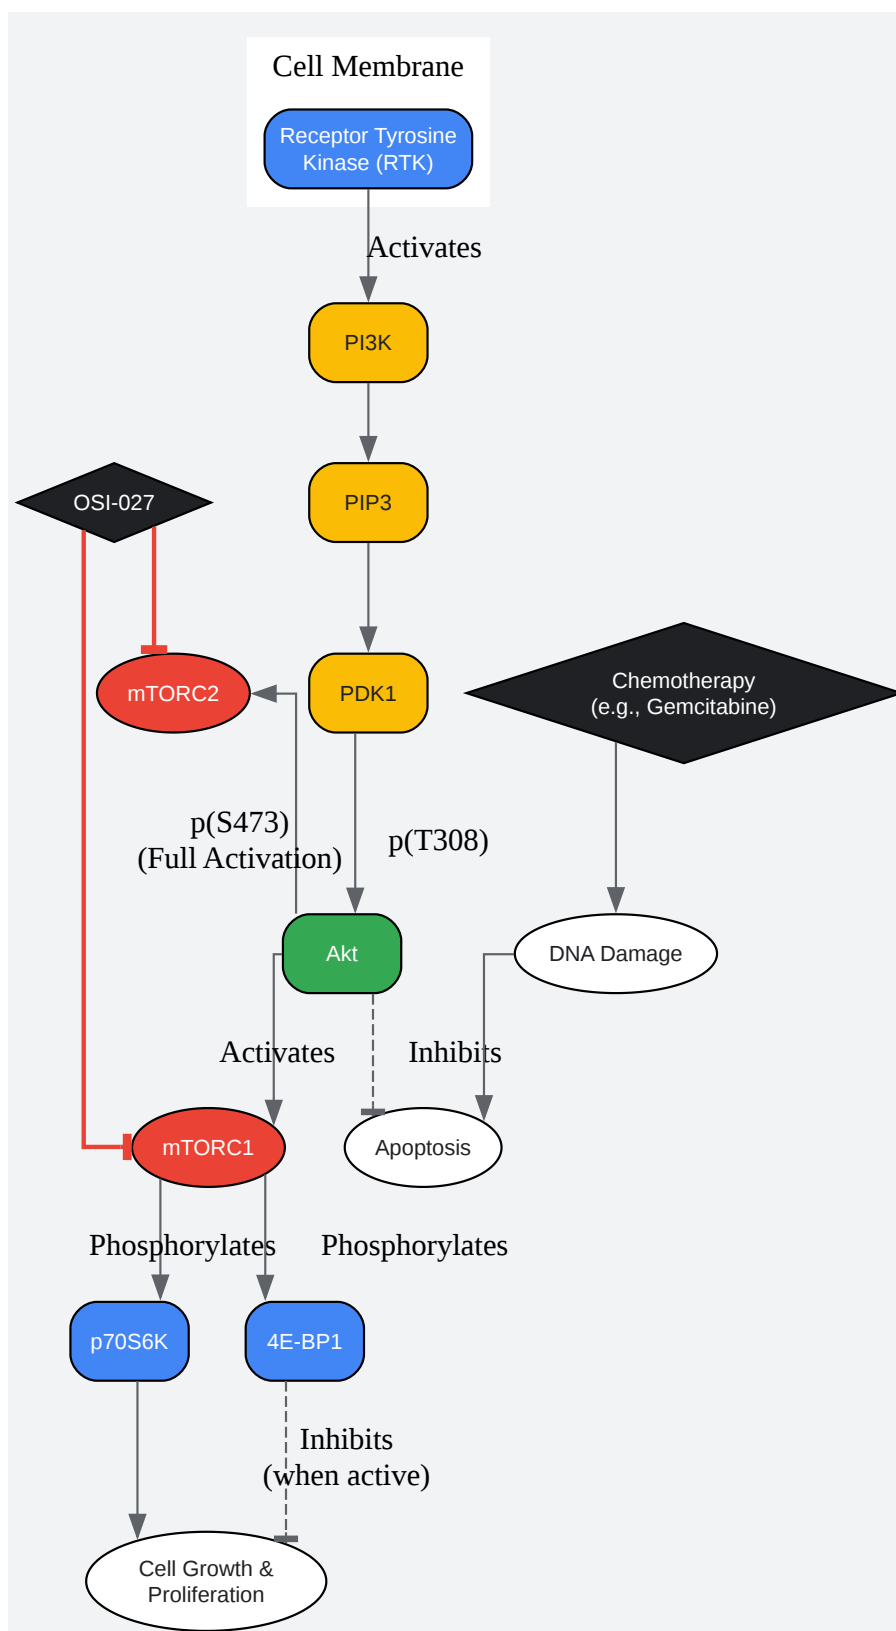 Cell Membrane
Receptor Tyrosine
Kinase (RTK)
Activates
PI3K
OSI-027
PIP3
mTORC2
PDK1
Chemotherapy
(e.g., Gemcitabine)
p(S473)
(Full Activation)
p(T308)
Akt
DNA Damage
Activates
Inhibits
mTORC1
Apoptosis
Phosphorylates
Phosphorylates
p70S6K
4E-BP1
Inhibits
(when active)
Cell Growth &
Proliferation